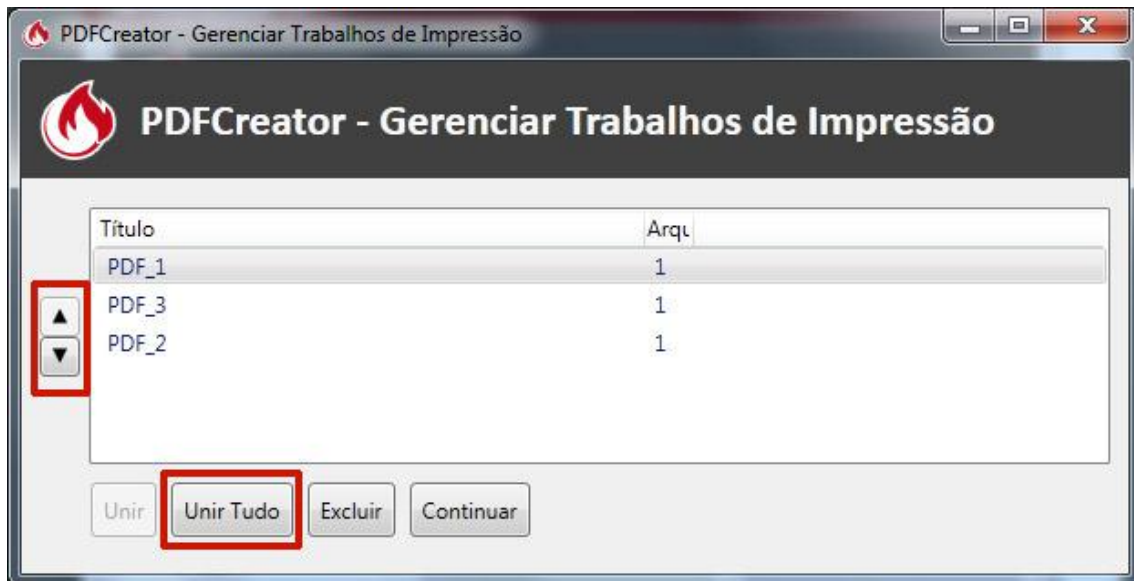 PDFCreator - Gerenciar Trabalhos de Impressão
PDFCreator - Gerenciar Trabalhos de Impressão
Título Arqu
PDF_1 1
PDF_3 1
PDF_2 1
Unir Unir Tudo Excluir Continuar